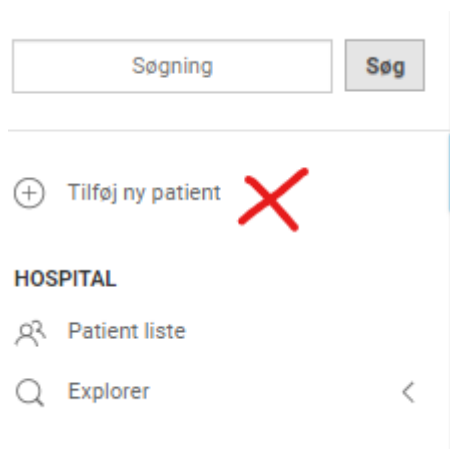 Søgning Søg
Tilføj ny patient
HOSPITAL
Patient liste
Explorer